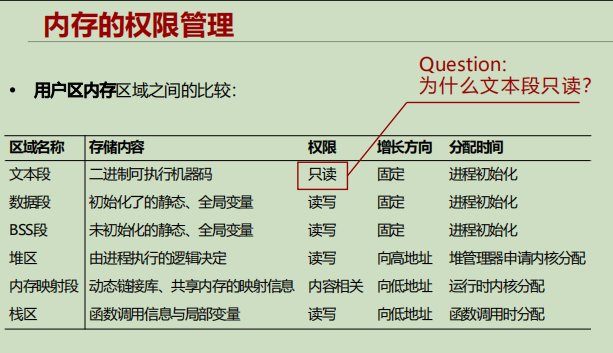 内存的权限管理
Question:
为什么文本段只读?
• 用户区内存区域之间的比较:
区域名称 存储内容 权限 增长方向 分配时间
文本段 二进制可执行机器码 只读 固定 进程初始化
数据段 初始化了的静态、全局变量 读写 固定 进程初始化
BSS段 未初始化的静态、全局变量 读写 固定 进程初始化
堆区 由进程执行的逻辑决定 读写 向高地址 堆管理器申请内核分配
内存映射段 动态链接库、共享内存的映射信息 内容相关 向低地址 运行时内核分配
栈区 函数调用信息与局部变量 读写 向低地址 函数调用时分配